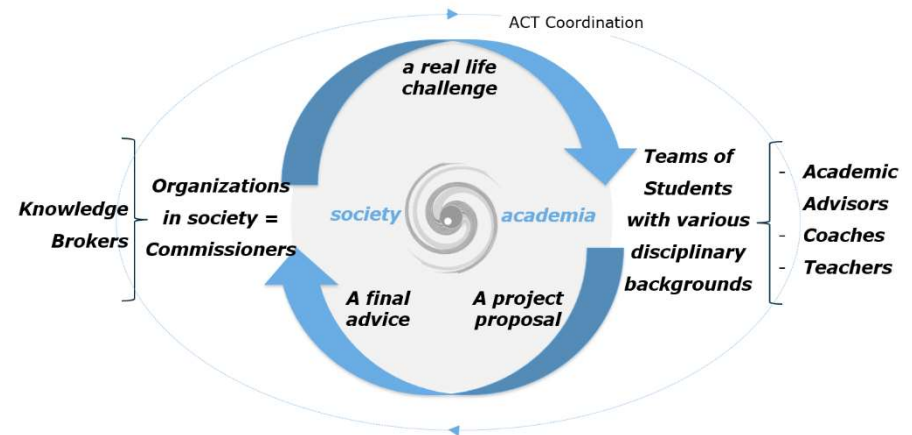 ACT Coordination
a real life
challenge
Knowledge
Brokers
Organizations
in society =
Commissioners
society
academia
Teams of
Students
with various
disciplinary
backgrounds
- Academic
Advisors
- Coaches
- Teachers
A final
advice
A project
proposal